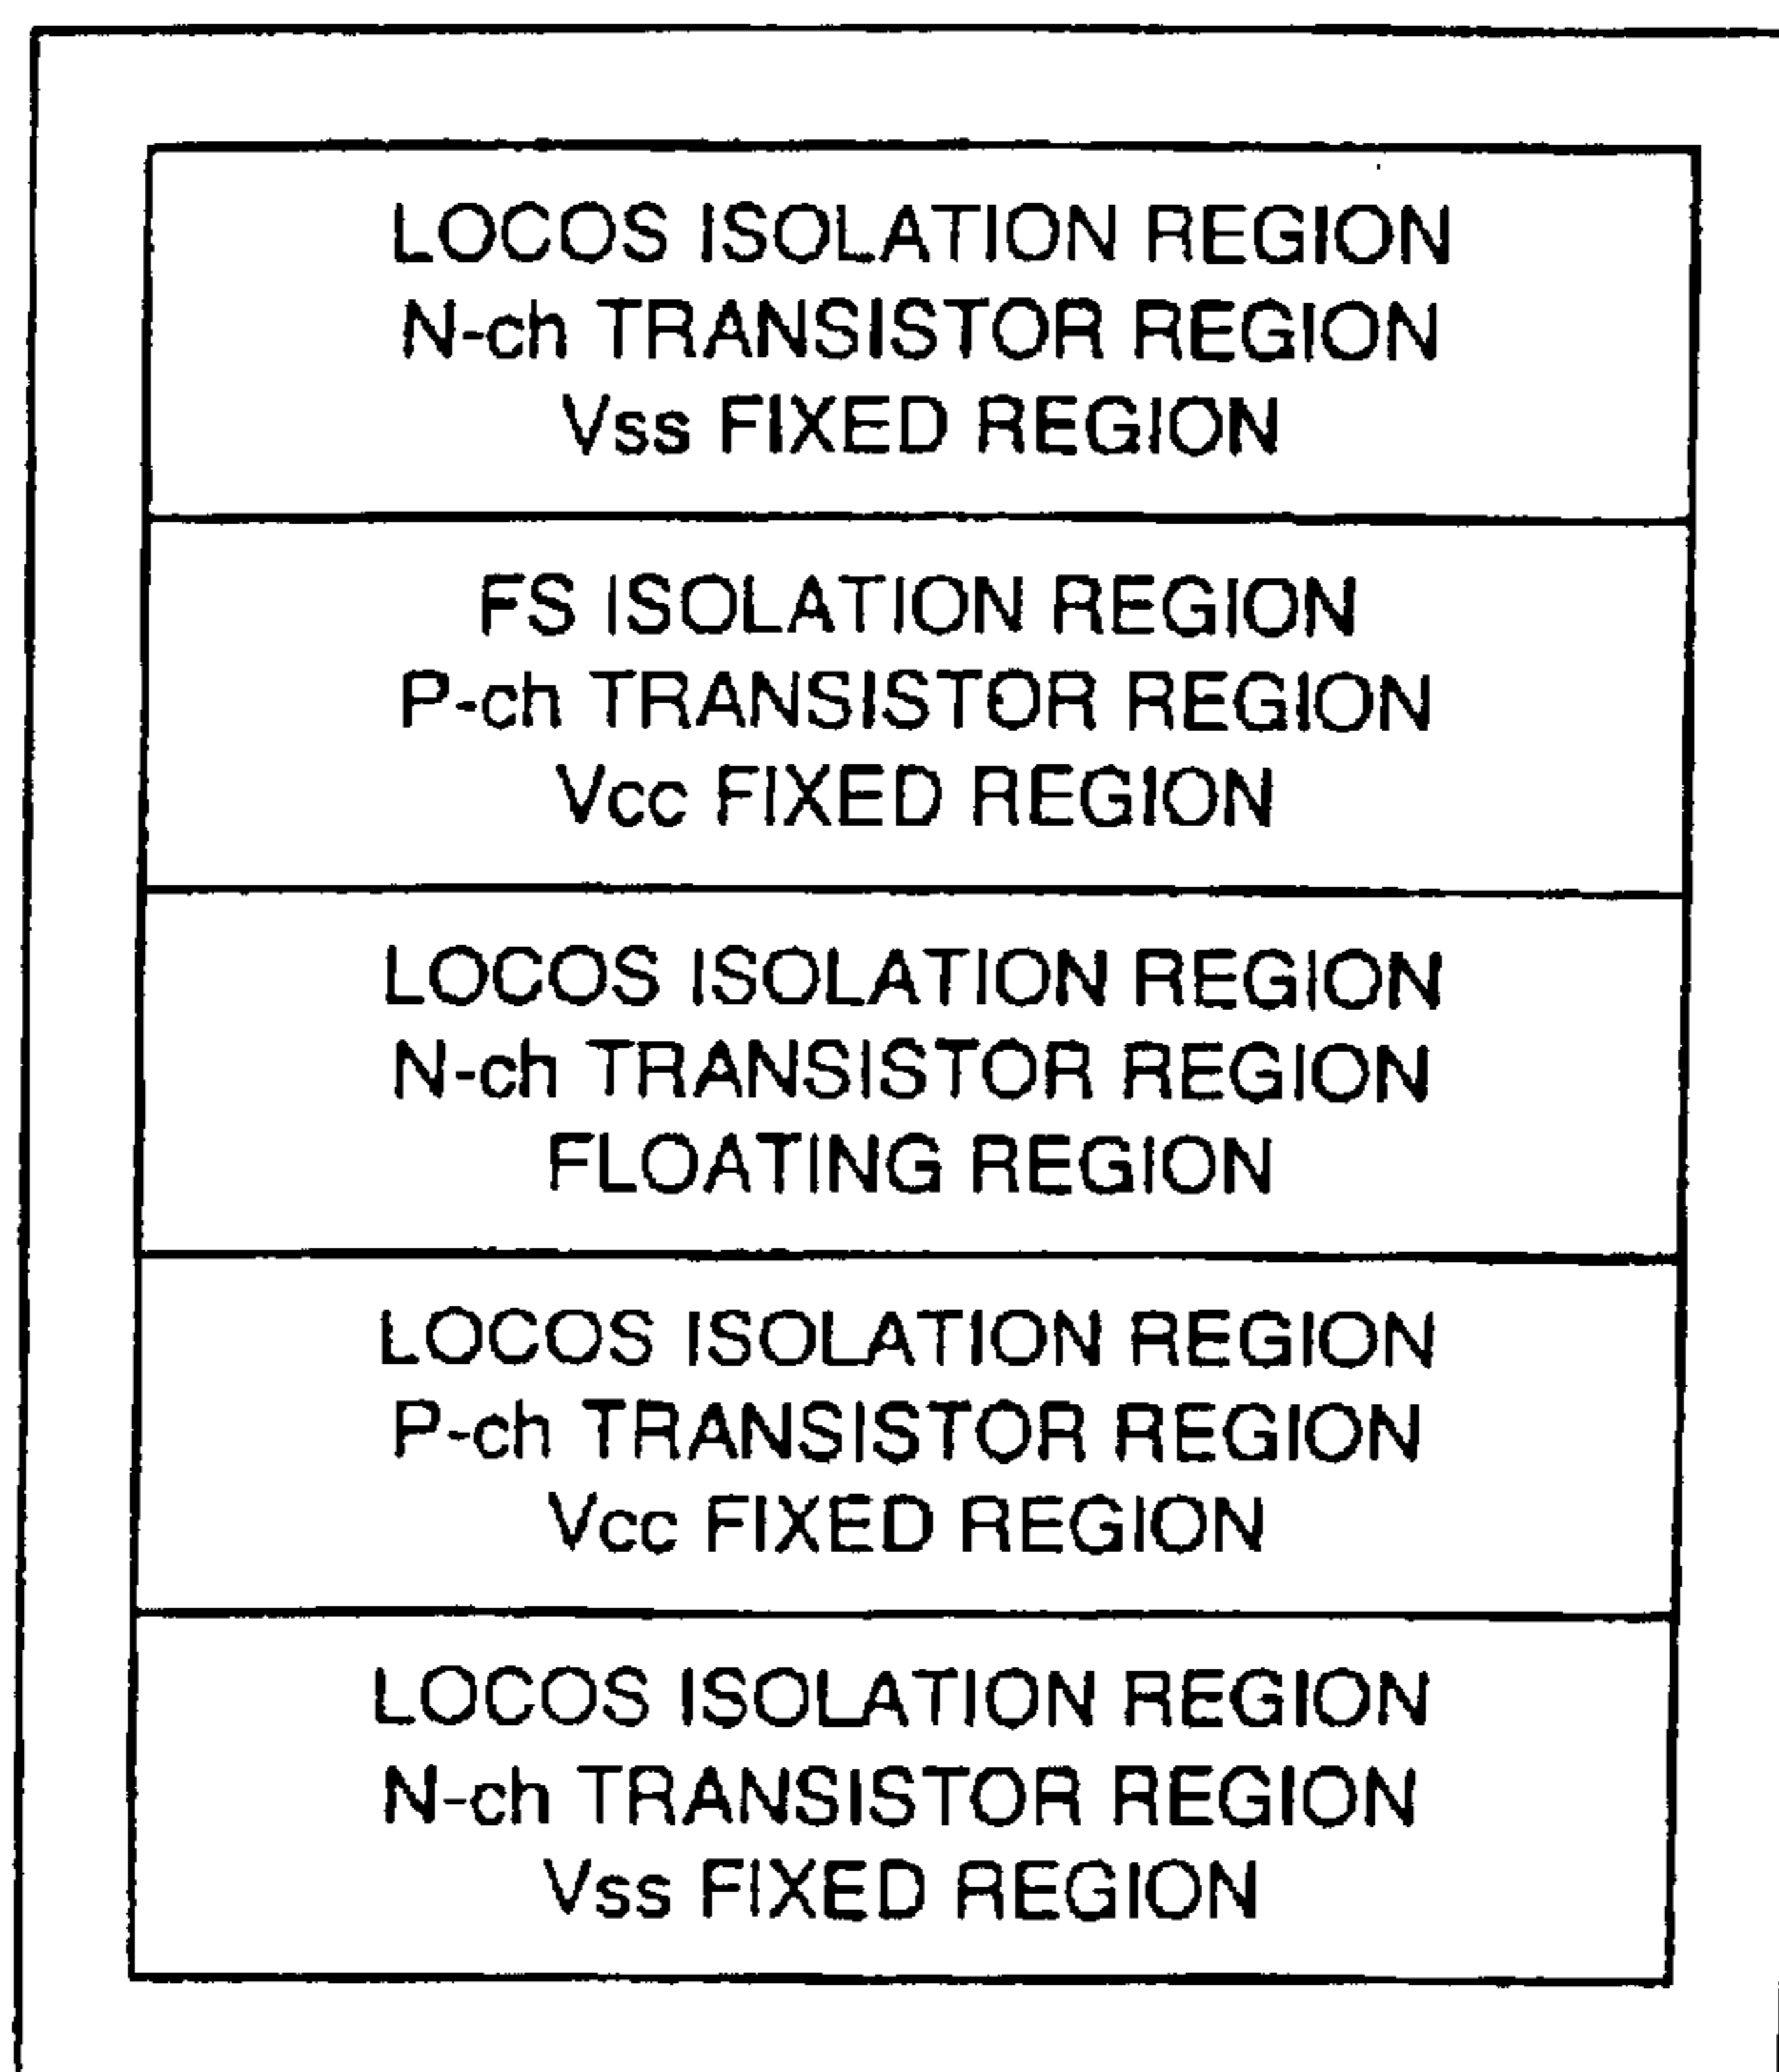 LOCOS ISOLATION REGION
N-ch TRANSISTOR REGION
Vss FIXED REGION
FS ISOLATION REGION
P-ch TRANSISTOR REGION
Vcc FIXED REGION
LOCOS ISOLATION REGION
N-ch TRANSISTOR REGION
FLOATING REGION
LOCOS ISOLATION REGION
P-ch TRANSISTOR REGION
Vcc FIXED REGION
LOCOS ISOLATION REGION
N-ch TRANSISTOR REGION
Vss FIXED REGION